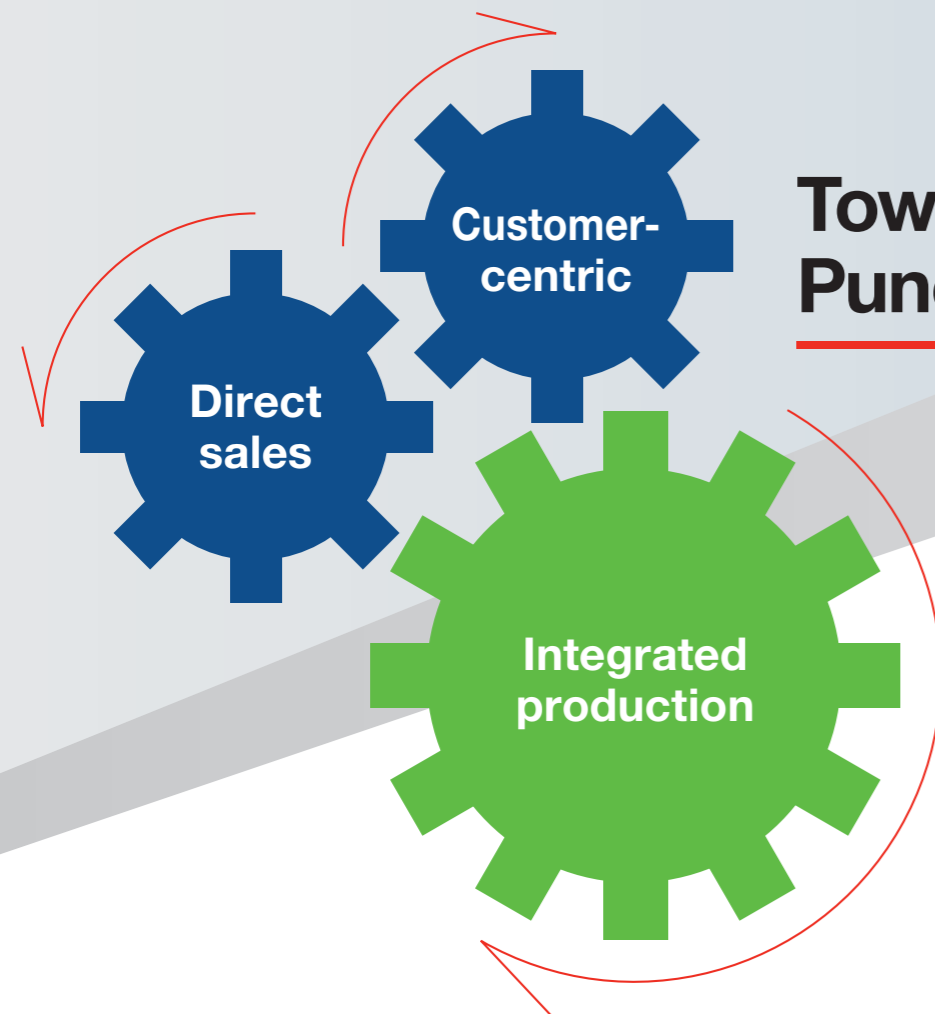 Customer-
centric
Direct
sales
Integrated
production